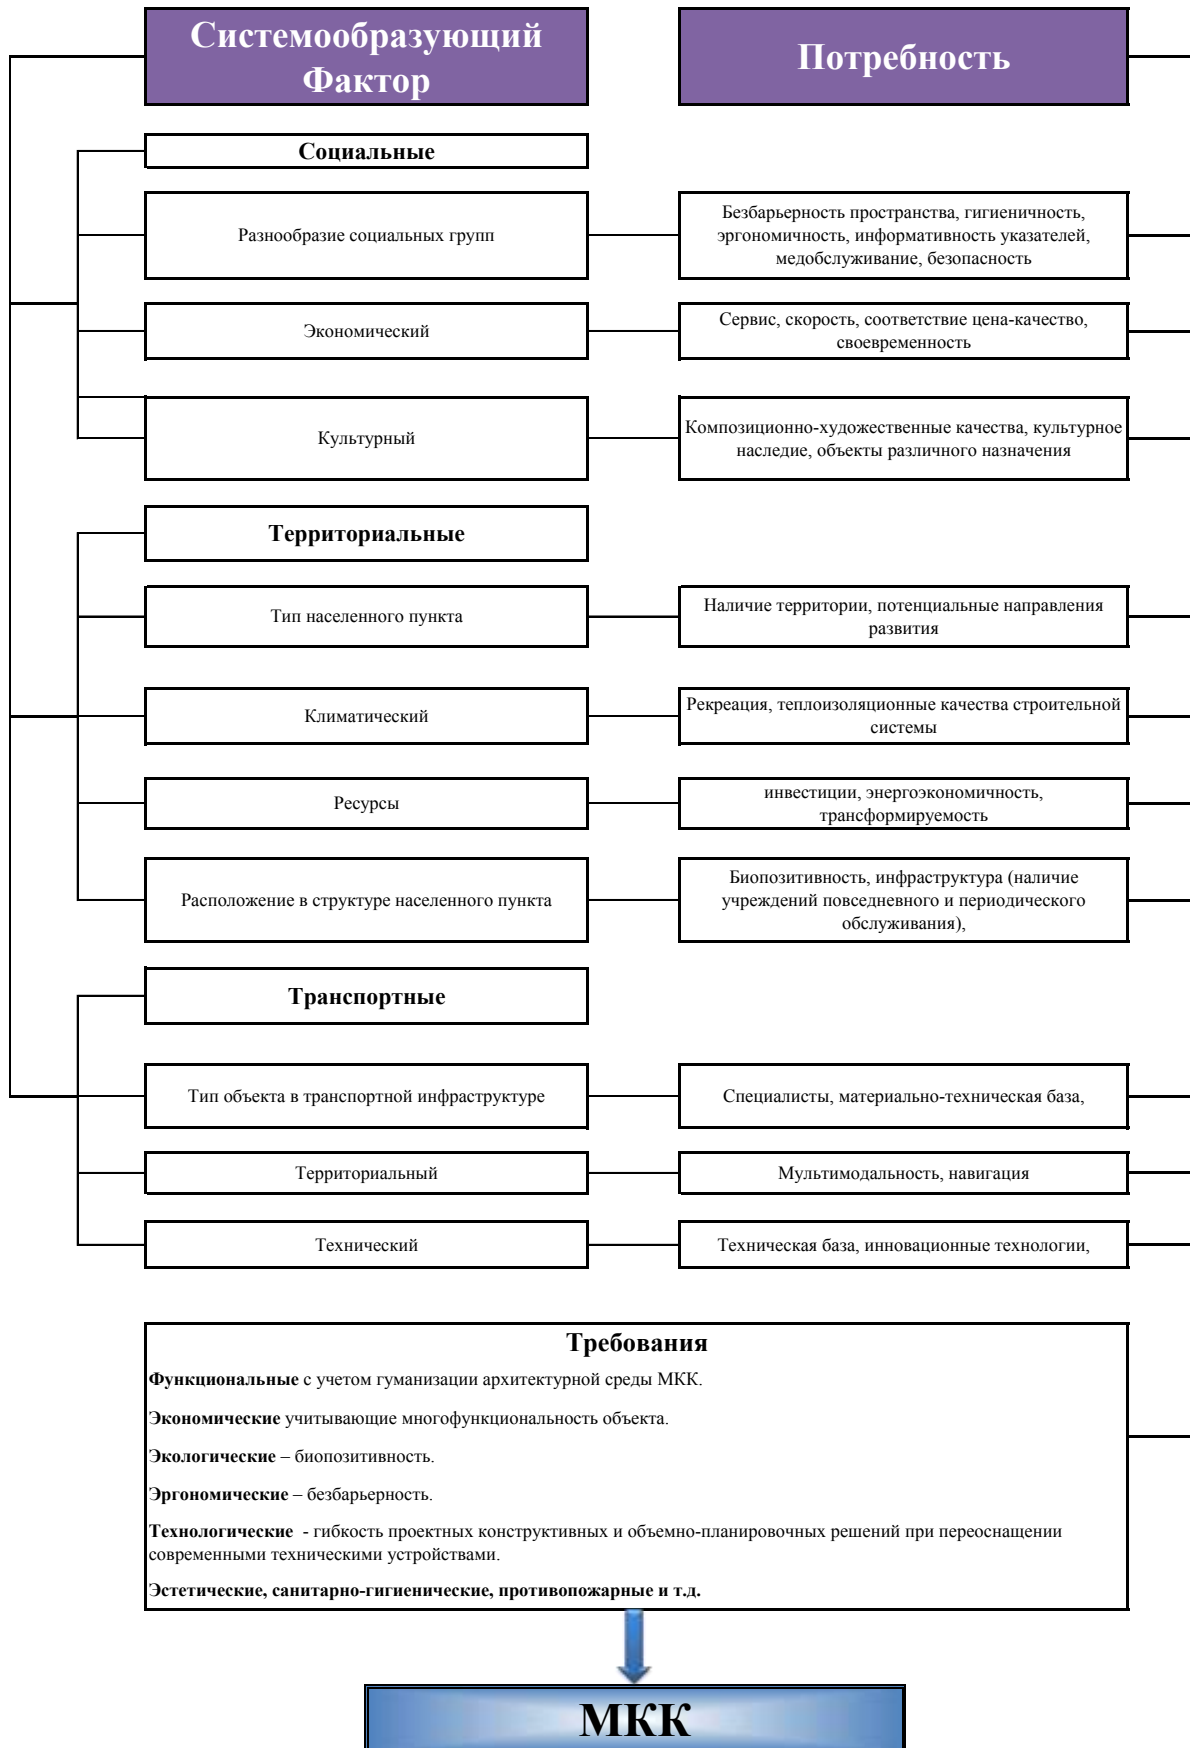 Системообразующий
Фактор
Потребность
Социальные
Разнообразие социальных групп
Безбарьерность пространства, гигиеничность,
эргономичность, информативность указателей,
медобслуживание, безопасность
Экономический
Сервис, скорость, соответствие цена-качество,
своевременность
Культурный
Композиционно-художественные качества, культурное
наследие, объекты различного назначения
Территориальные
Тип населенного пункта
Наличие территории, потенциальные направления
развития
Климатический
Рекреация, теплоизоляционные качества строительной
системы
Ресурсы
инвестиции, энергоэкономичность,
трансформируемость
Расположение в структуре населенного пункта
Биопозитивность, инфраструктура (наличие
учреждений повседневного и периодического
обслуживания),
Транспортные
Тип объекта в транспортной инфраструктуре
Специалисты, материально-техническая база,
Территориальный
Мультимодальность, навигация
Технический
Техническая база, инновационные технологии,
Требования
Функциональные с учетом гуманизации архитектурной среды МКК.
Экономические учитывающие многофункциональность объекта.
Экологические – биопозитивность.
Эргономические – безбарьерность.
Технологические - гибкость проектных конструктивных и объемно-планировочных решений при переоснащении
современными техническими устройствами.
Эстетические, санитарно-гигиенические, противопожарные и т.д.
МКК